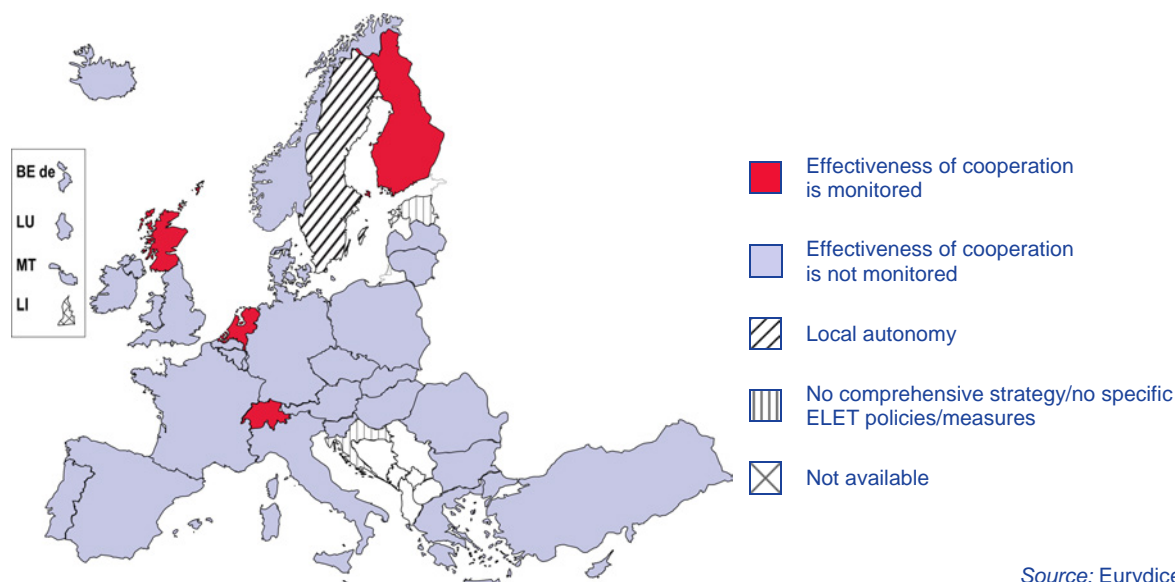 BE de
LU
MT
LI
Effectiveness of cooperation
is monitored
Effectiveness of cooperation
is not monitored
Local autonomy
No comprehensive strategy/no specific
ELET policies/measures
Not available
Source: Eurydice